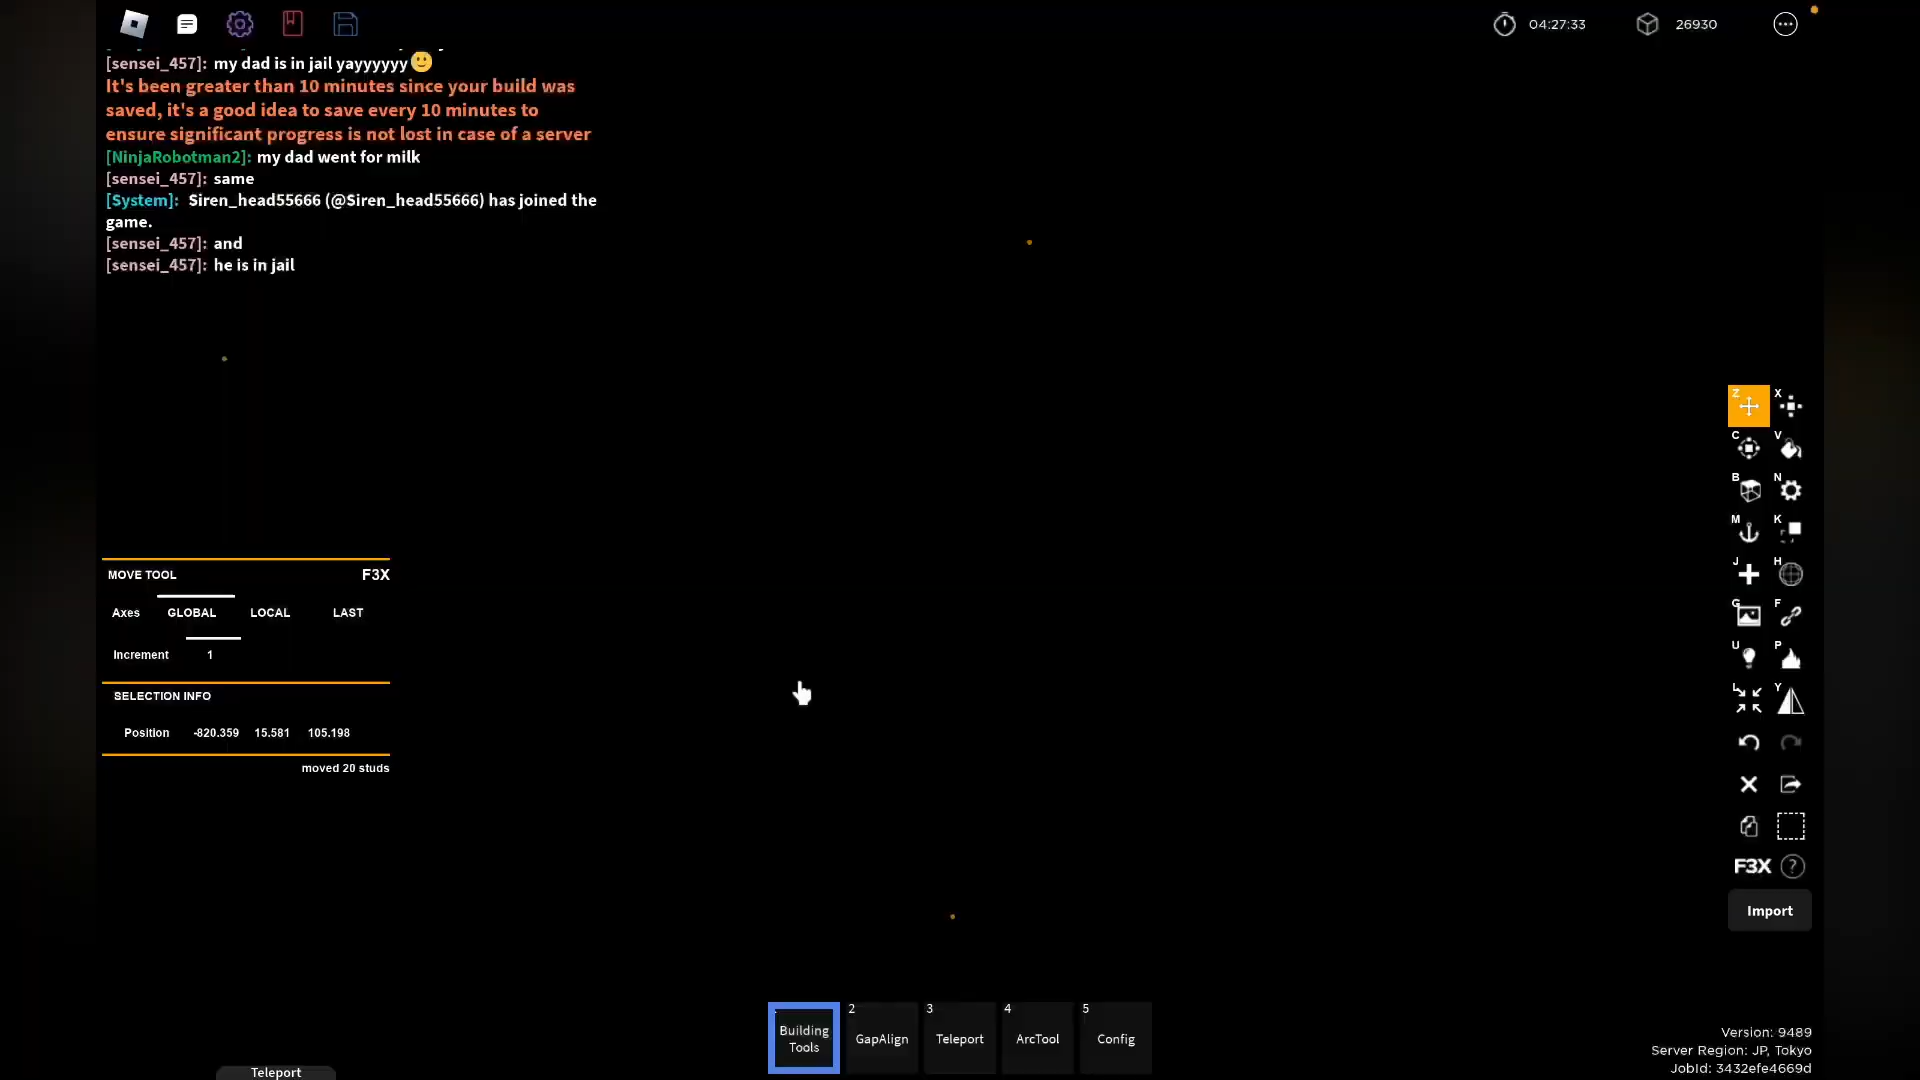 04:27:33
26930
[sensei_457]: my dad is in jail yayyyyyy🙂
It's been greater than 10 minutes since your build was
saved, it's a good idea to save every 10 minutes to
ensure significant progress is not lost in case of a server
[NinjaRobotman2]: my dad went for milk
[sensei_457]: same
[System]: Siren_head55666 (@Siren_head55666) has joined the
game.
[sensei_457]: and
[sensei_457]: he is in jail
MOVE TOOL F3X
Axes GLOBAL LOCAL LAST
Increment 1
SELECTION INFO
Position -820.359 15.581 105.198
moved 20 studs
Z X
C V
B N
M K
J H
G F
U P
L Y
F3X ?
Import
1 Building Tools
2 GapAlign
3 Teleport
4 ArcTool
5 Config
Teleport
Version: 9489
Server Region: JP, Tokyo
JobId: 3432efe4669d